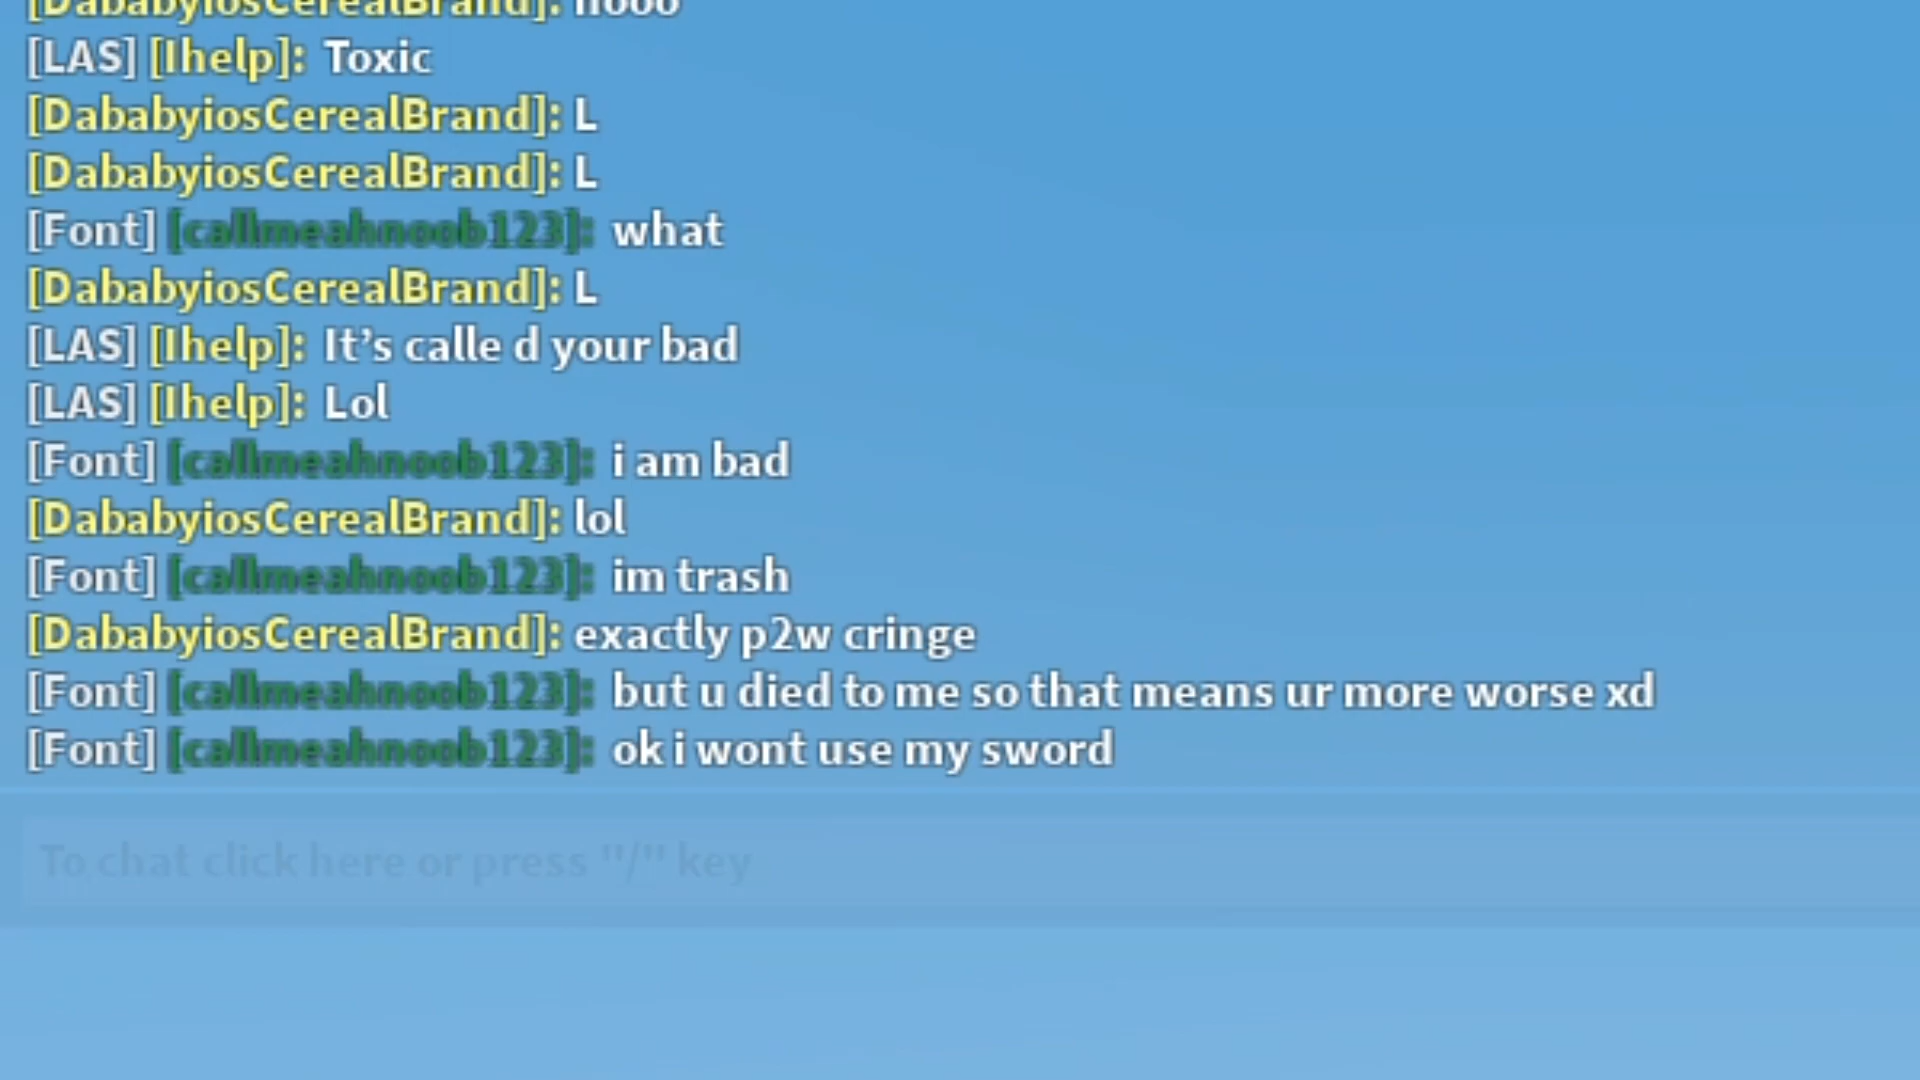 [DababyiosCerealBrand]: nooo
[LAS] [Ihelp]: Toxic
[DababyiosCerealBrand]: L
[DababyiosCerealBrand]: L
[Font] [callmeahnoob123]: what
[DababyiosCerealBrand]: L
[LAS] [Ihelp]: It’s calle d your bad
[LAS] [Ihelp]: Lol
[Font] [callmeahnoob123]: i am bad
[DababyiosCerealBrand]: lol
[Font] [callmeahnoob123]: im trash
[DababyiosCerealBrand]: exactly p2w cringe
[Font] [callmeahnoob123]: but u died to me so that means ur more worse xd
[Font] [callmeahnoob123]: ok i wont use my sword
To chat click here or press "/" key